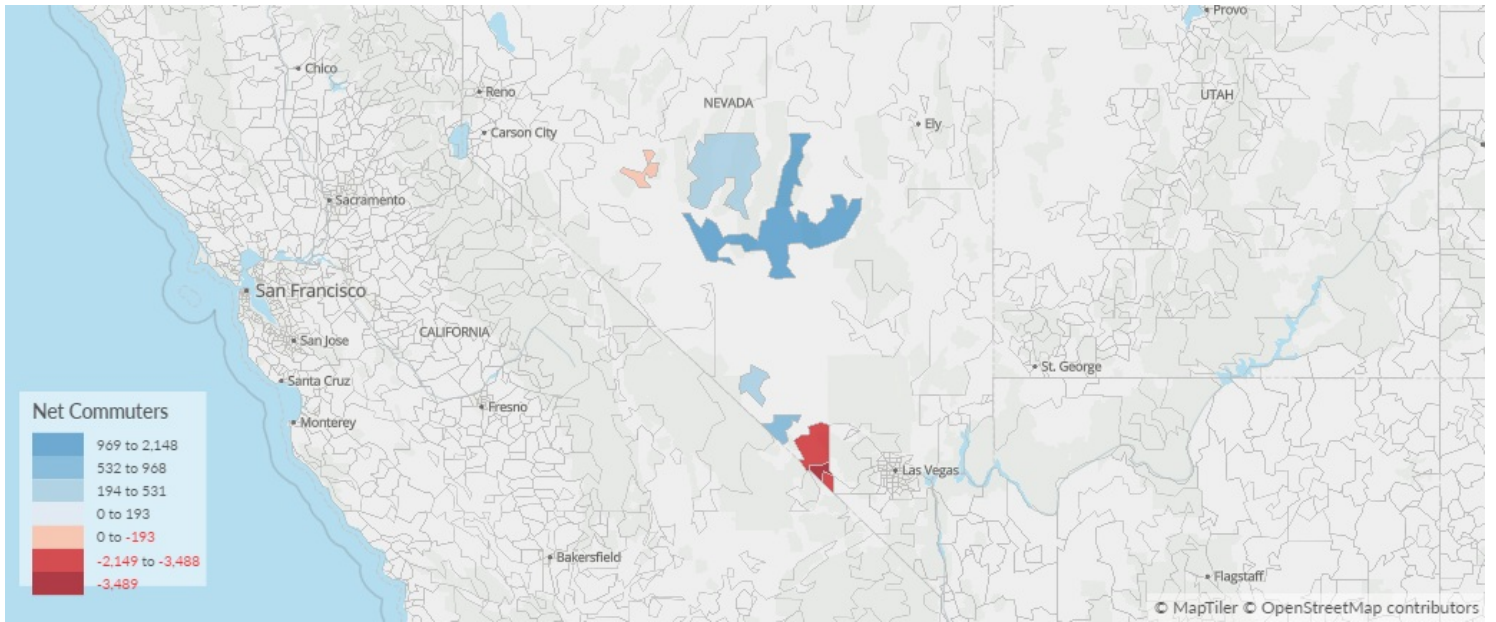 Provo
Chico
Reno
NEVADA
UTAH
Carson City
Ely
Sacramento
San Francisco
CALIFORNIA
San Jose
St. George
Santa Cruz
Fresno
Monterey
Las Vegas
Bakersfield
Flagstaff
Net Commuters
969 to 2,148
532 to 968
194 to 531
0 to 193
0 to -193
-2,149 to -3,488
-3,489
© MapTiler © OpenStreetMap contributors